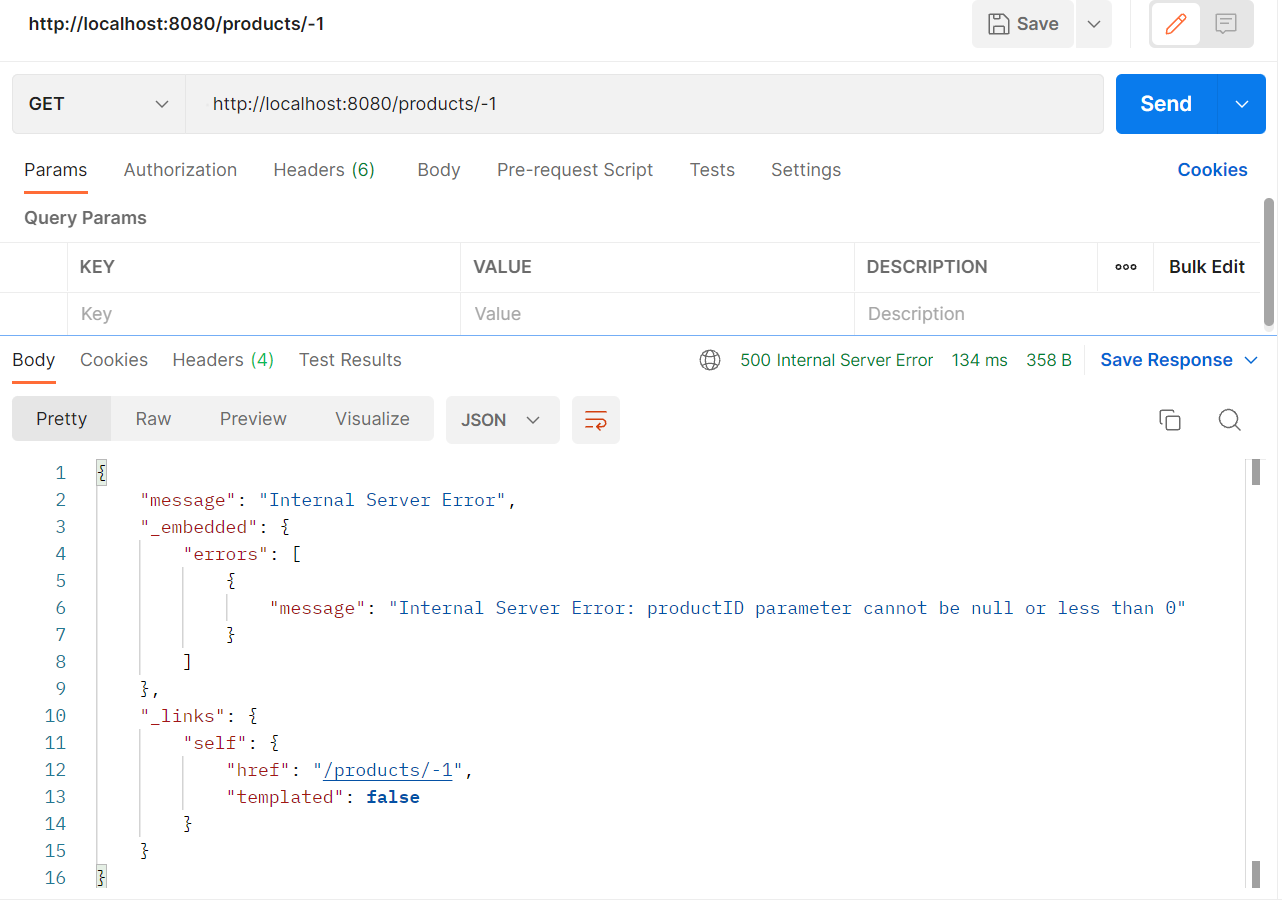 http://localhost:8080/products/-1 Save
GET http://localhost:8080/products/-1 Send
Params Authorization Headers (6) Body Pre-request Script Tests Settings Cookies
Query Params
KEY VALUE DESCRIPTION ooo Bulk Edit
Key Value Description
Body Cookies Headers (4) Test Results 500 Internal Server Error 134 ms 358 B Save Response
Pretty Raw Preview Visualize JSON
1 {
2 "message": "Internal Server Error",
3 "_embedded": {
4 "errors": [
5 {
6 "message": "Internal Server Error: productID parameter cannot be null or less than 0"
7 }
8 ]
9 },
10 "_links": {
11 "self": {
12 "href": "/products/-1",
13 "templated": false
14 }
15 }
16 }